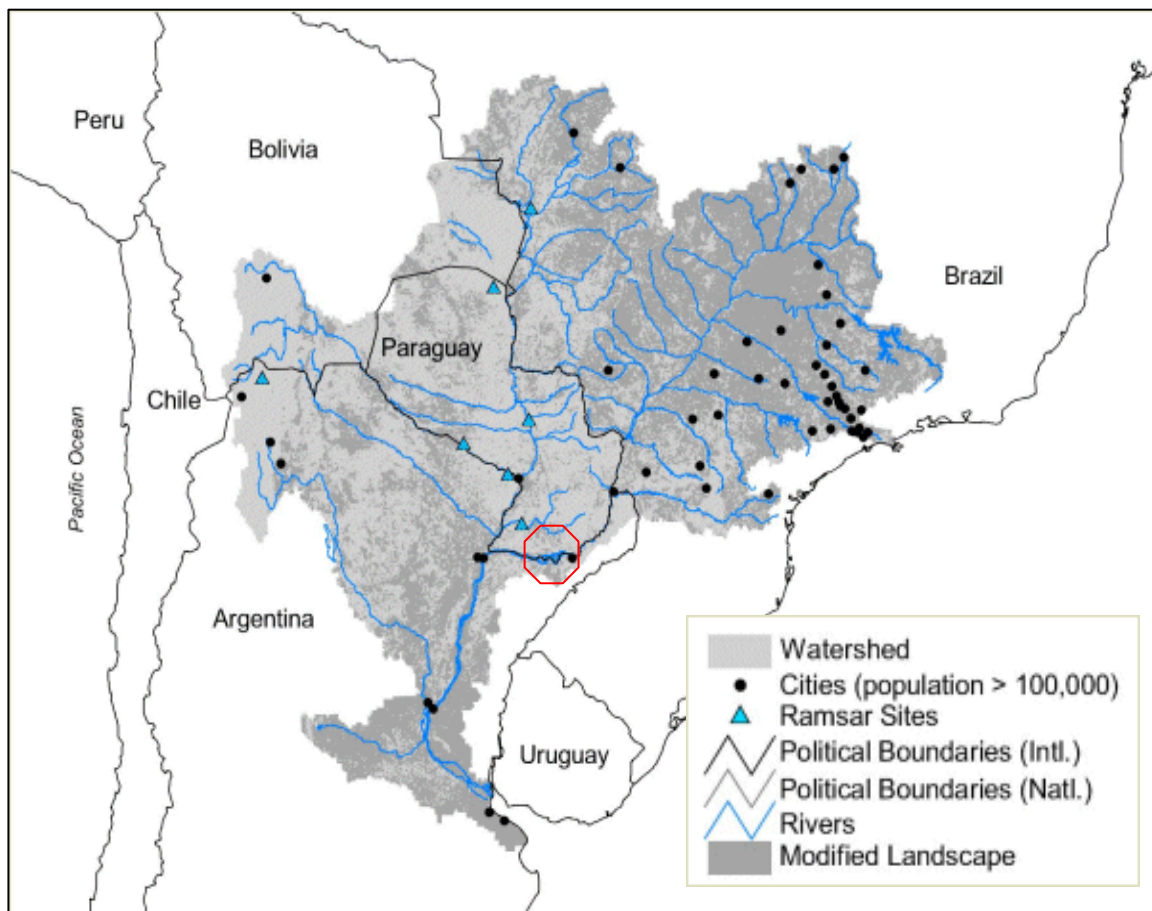 Peru
Bolivia
Brazil
Paraguay
Chile
Pacific Ocean
Argentina
Uruguay
Watershed
Cities (population > 100,000)
Ramsar Sites
Political Boundaries (Intl.)
Political Boundaries (Natl.)
Rivers
Modified Landscape